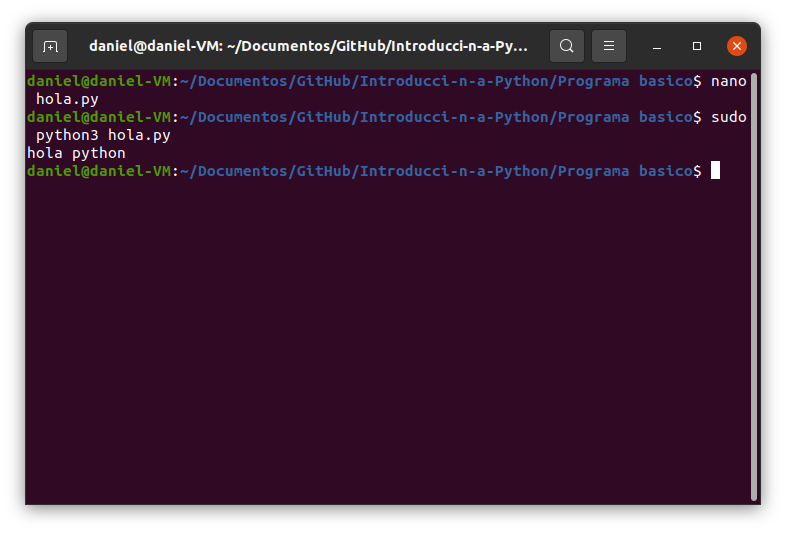 daniel@daniel-VM: ~/Documentos/GitHub/Introducci-n-a-Py...
daniel@daniel-VM:~/Documentos/GitHub/Introducci-n-a-Python/Programa basico$ nano
 hola.py
daniel@daniel-VM:~/Documentos/GitHub/Introducci-n-a-Python/Programa basico$ sudo
 python3 hola.py
hola python
daniel@daniel-VM:~/Documentos/GitHub/Introducci-n-a-Python/Programa basico$